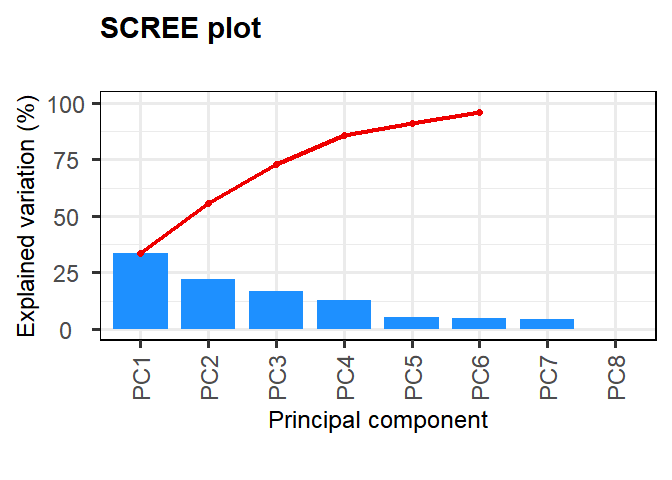 SCREE plot
Explained variation (%)
100
75
50
25
0
PC1
PC2
PC3
PC4
PC5
PC6
PC7
PC8
Principal component